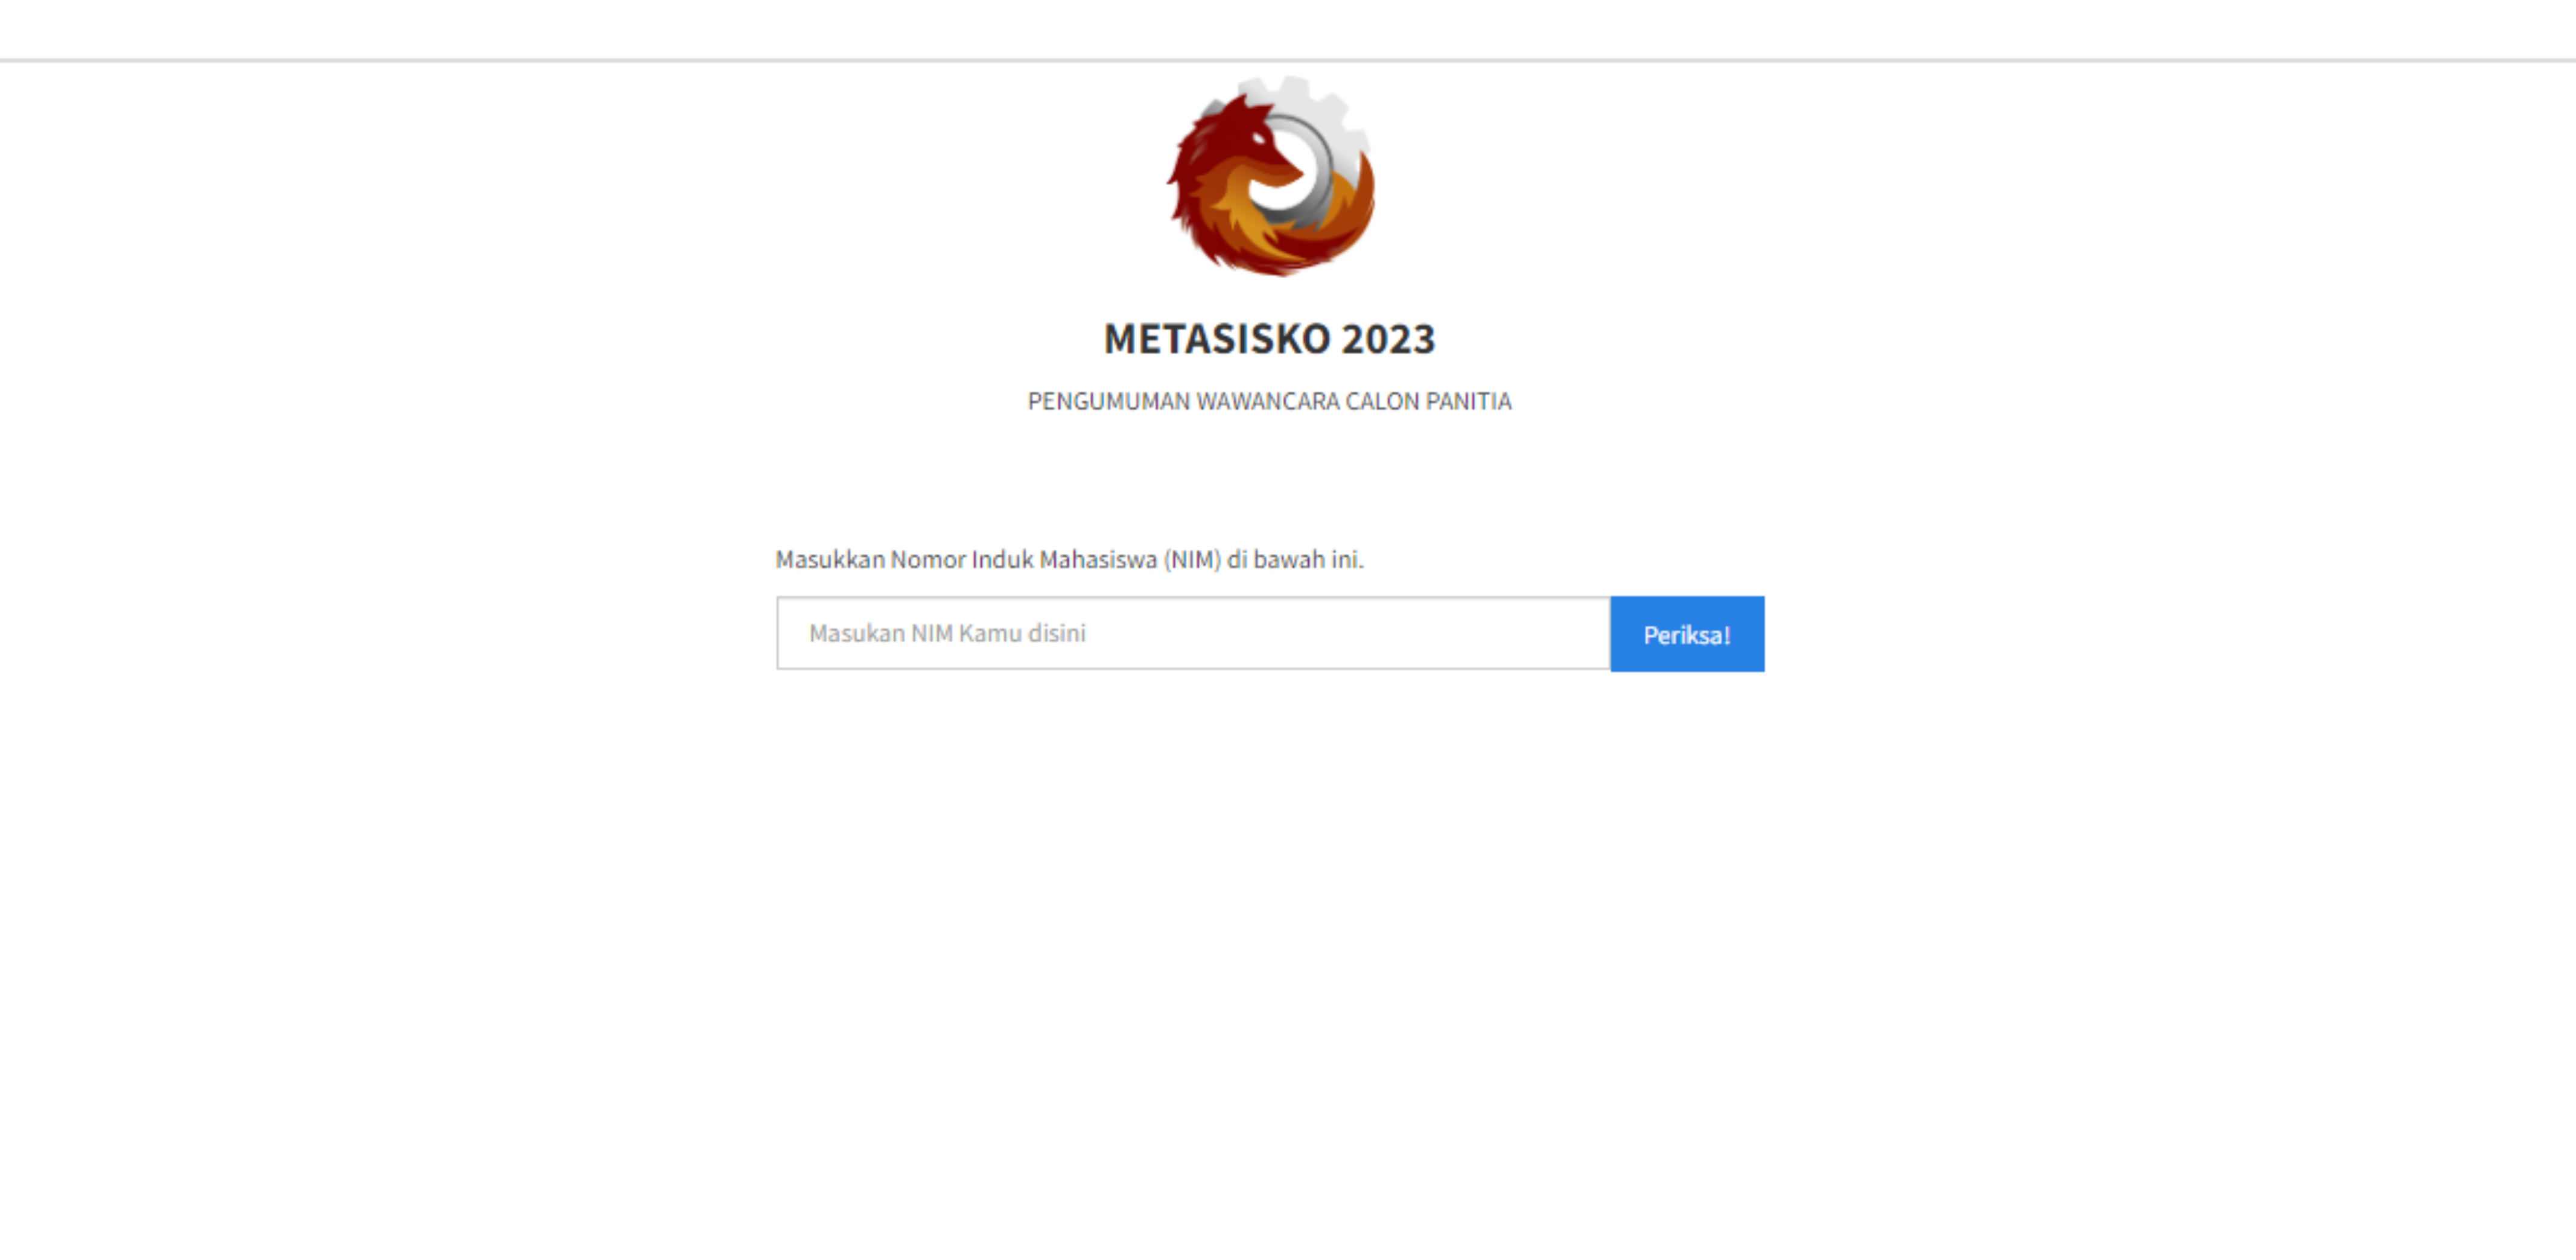 METASISKO 2023
PENGUMUMAN WAWANCARA CALON PANITIA
Masukkan Nomor Induk Mahasiswa (NIM) di bawah ini.
Masukan NIM Kamu disini
Periksa!